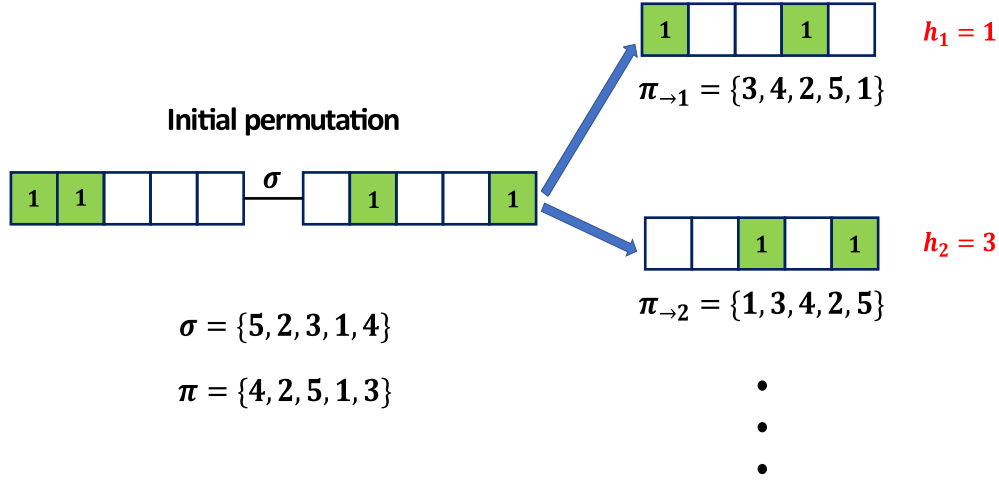 1 1
h₁ = 1
π→₁ = {3, 4, 2, 5, 1}
Initial permutation
1 1
σ
1 1
1 1
h₂ = 3
π→₂ = {1, 3, 4, 2, 5}
σ = {5, 2, 3, 1, 4}
π = {4, 2, 5, 1, 3}